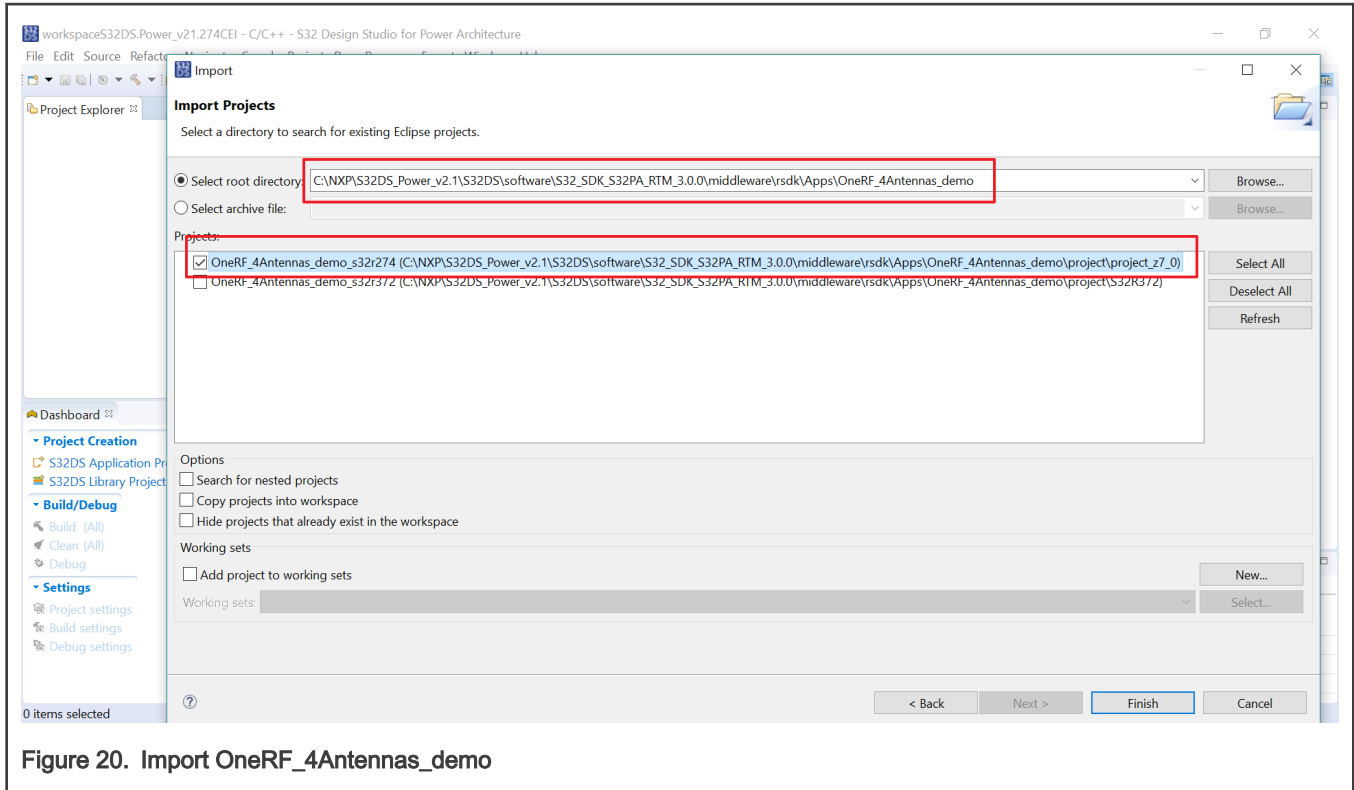 workspaceS32DS.Power_v21.274CEI - C/C++ - S32 Design Studio for Power Architecture
File Edit Source Refacto
Import
Project Explorer
Import Projects
Select a directory to search for existing Eclipse projects.
Select root directory: C:\NXP\S32DS_Power_v2.1\S32DS\software\S32_SDK_S32PA_RTM_3.0.0\middleware\rsdk\Apps\OneRF_4Antennas_demo Browse...
Select archive file: Browse...
Projects:
OneRF_4Antennas_demo_s32r274 (C:\NXP\S32DS_Power_v2.1\S32DS\software\S32_SDK_S32PA_RTM_3.0.0\middleware\rsdk\Apps\OneRF_4Antennas_demo\project\project_z7_0) Select All
OneRF_4Antennas_demo_s32r372 (C:\NXP\S32DS_Power_v2.1\S32DS\software\S32_SDK_S32PA_RTM_3.0.0\middleware\rsdk\Apps\OneRF_4Antennas_demo\project\S32R372) Deselect All
Refresh
Dashboard
Project Creation
S32DS Application Pr
S32DS Library Project
Build/Debug
Build (All)
Clean (All)
Debug
Settings
Project settings
Build settings
Debug settings
Options
Search for nested projects
Copy projects into workspace
Hide projects that already exist in the workspace
Working sets
Add project to working sets New...
Working sets: Select...
0 items selected
< Back Next > Finish Cancel
Figure 20. Import OneRF_4Antennas_demo